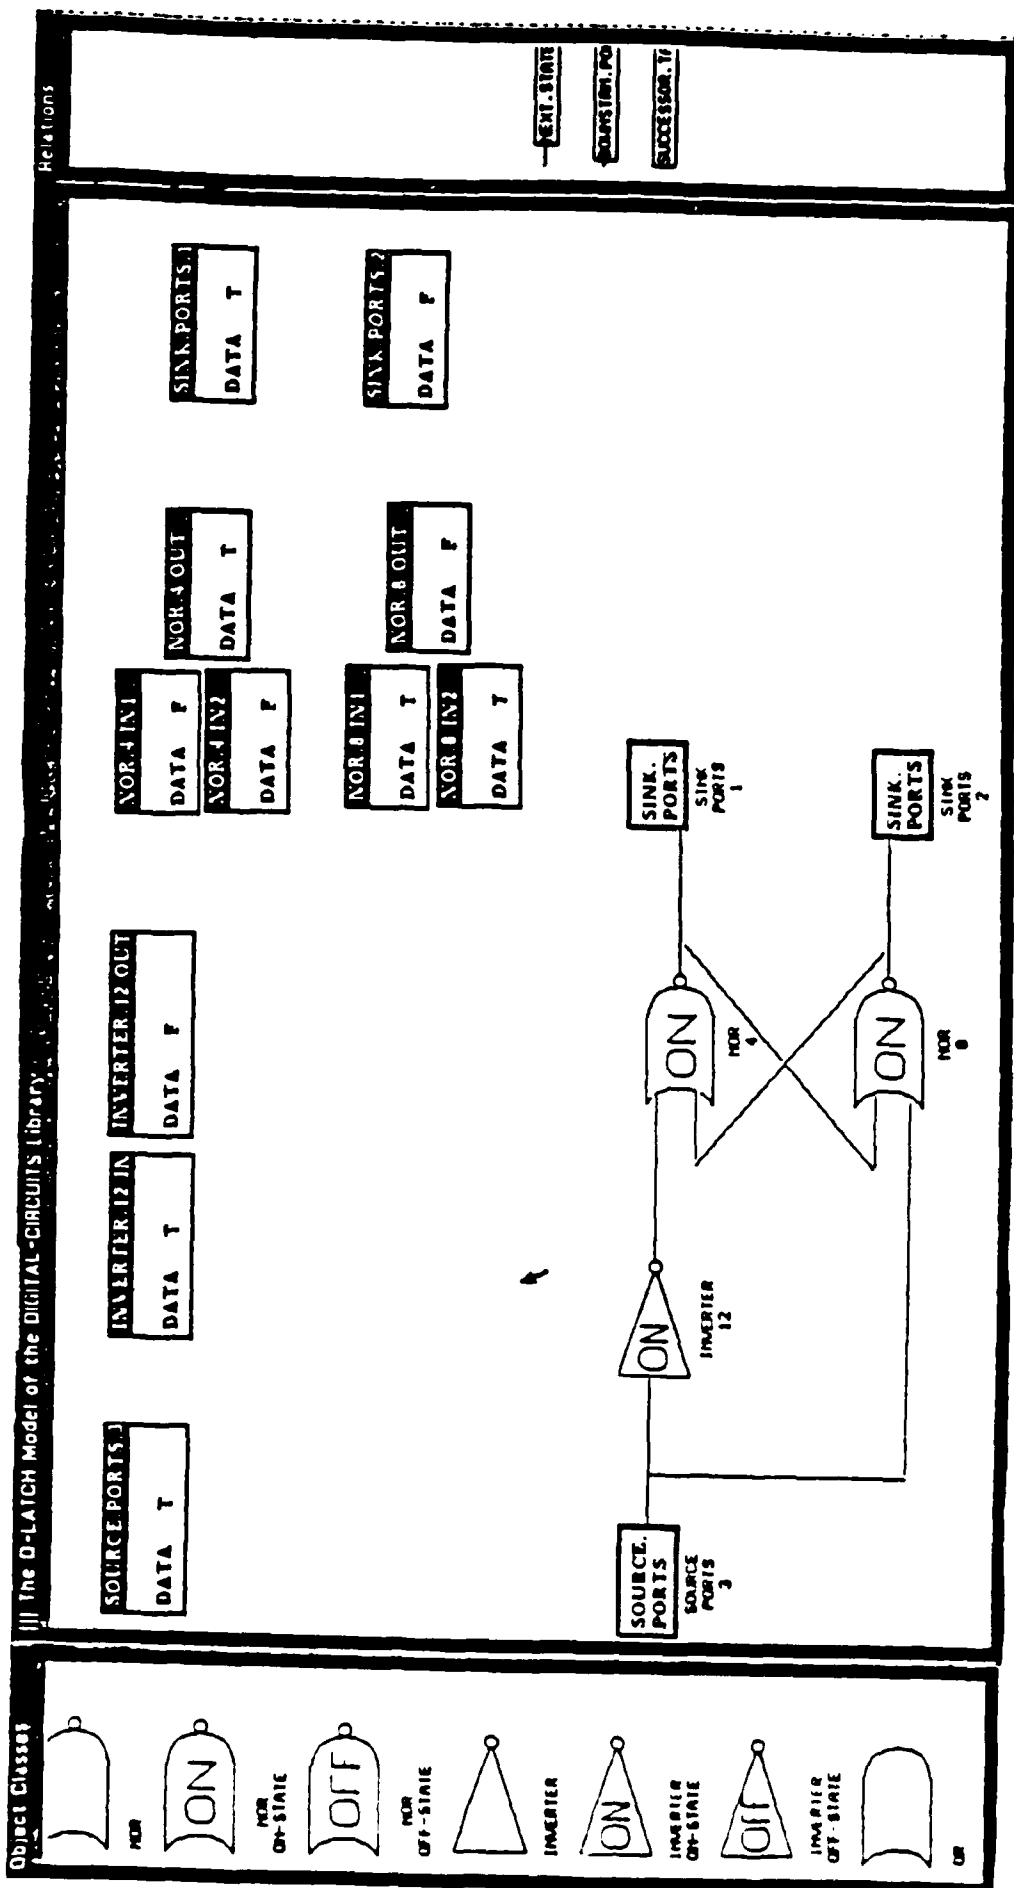 Object Classes
NOR
ON
NOR
ON-STATE
OFF
NOR
OFF-STATE
INVERTER
ON
INVERTER
ON-STATE
OFF
INVERTER
OFF-STATE
OR
The D-LATCH Model of the DIGITAL-CIRCUITS Library
SOURCE.PORTS.3
DATA T
INVERTER.12 IN
DATA T
INVERTER.12 OUT
DATA F
NOR.4 IN1
DATA F
NOR.4 IN2
DATA F
NOR.4 OUT
DATA T
SINK.PORTS.1
DATA T
NOR.8 IN1
DATA T
NOR.8 IN2
DATA T
NOR.8 OUT
DATA F
SINK.PORTS.2
DATA F
SOURCE.
PORTS
SOURCE
PORTS
3
ON
INVERTER
12
ON
NOR
4
SINK.
PORTS
SINK
PORTS
1
ON
NOR
8
SINK.
PORTS
SINK
PORTS
2
Relations
NEXT.STATE
DOWNSTRM.PO
SUCCESSOR.T